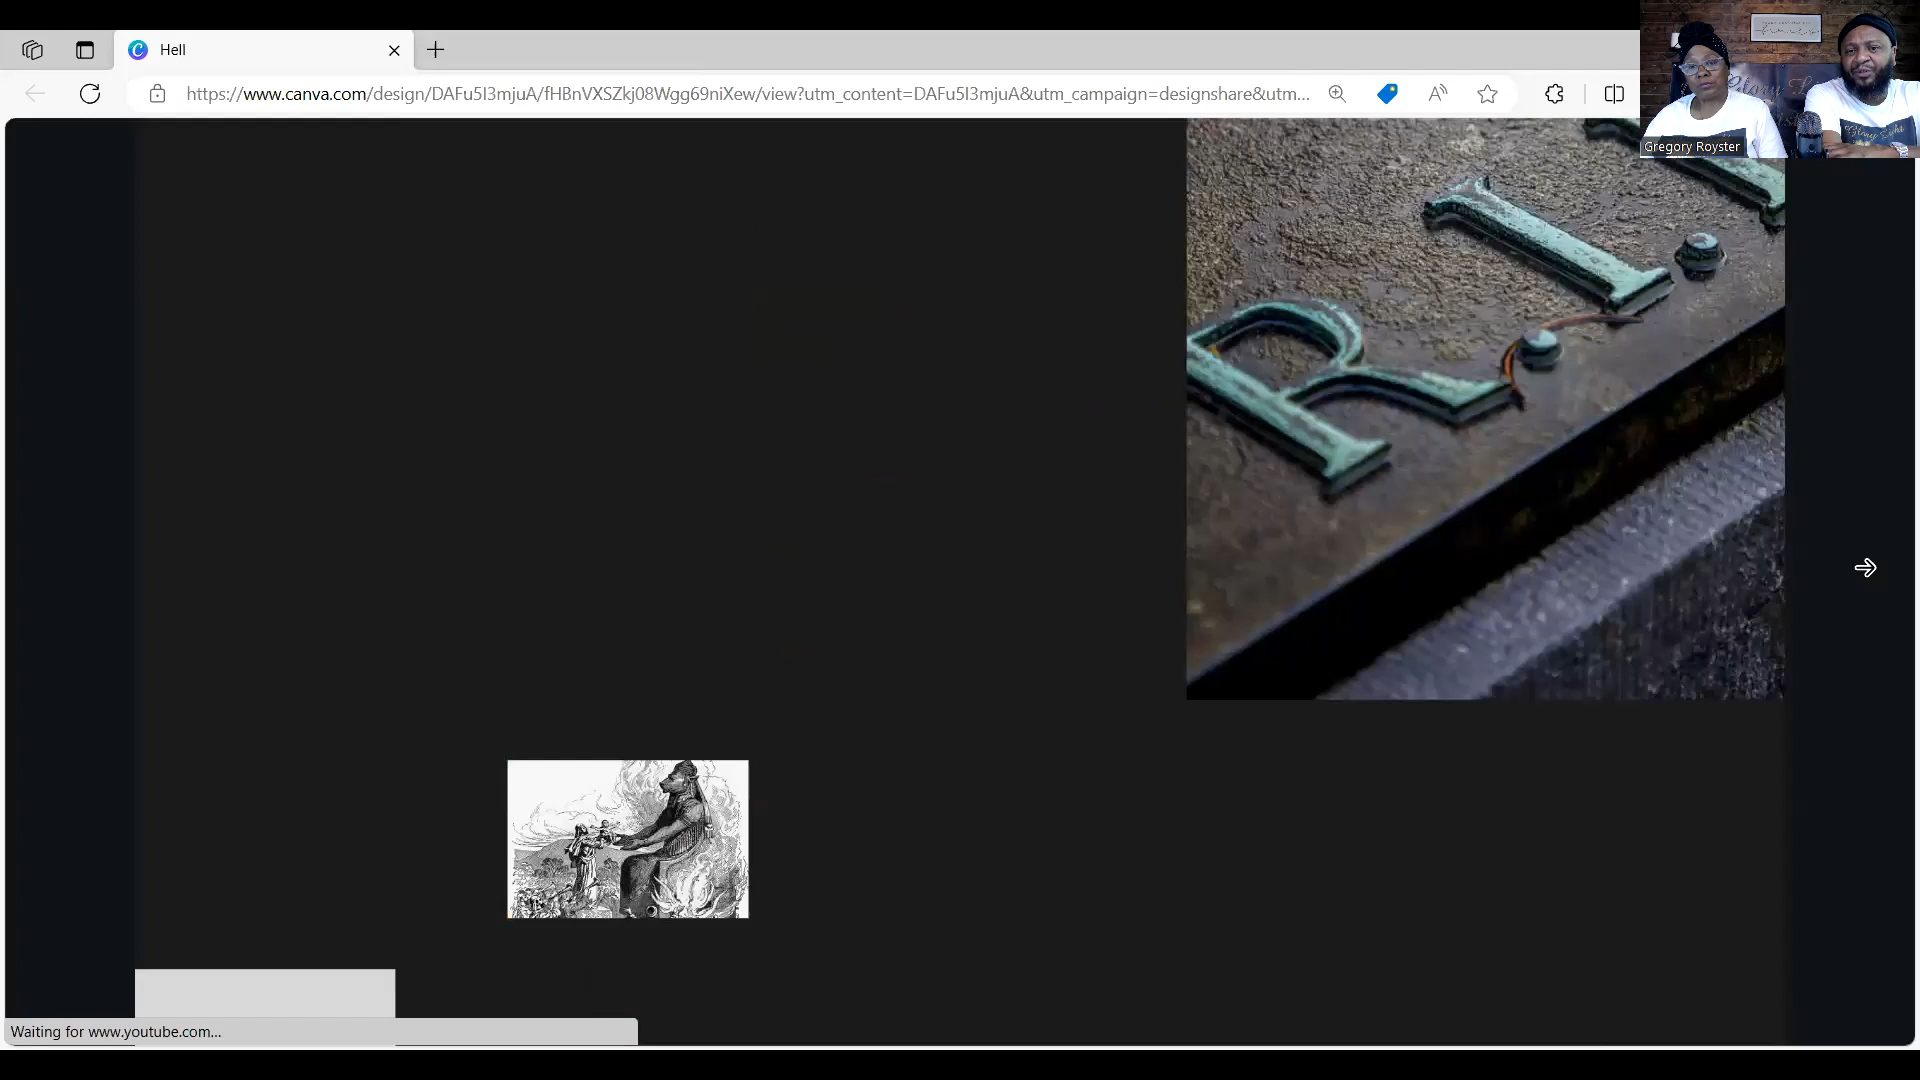 Hell
https://www.canva.com/design/DAFu5I3mjuA/fHBnVXSZkj08Wgg69niXew/view?utm_content=DAFu5I3mjuA&utm_campaign=designshare&utm...
Gregory Royster
R.I.
Waiting for www.youtube.com...